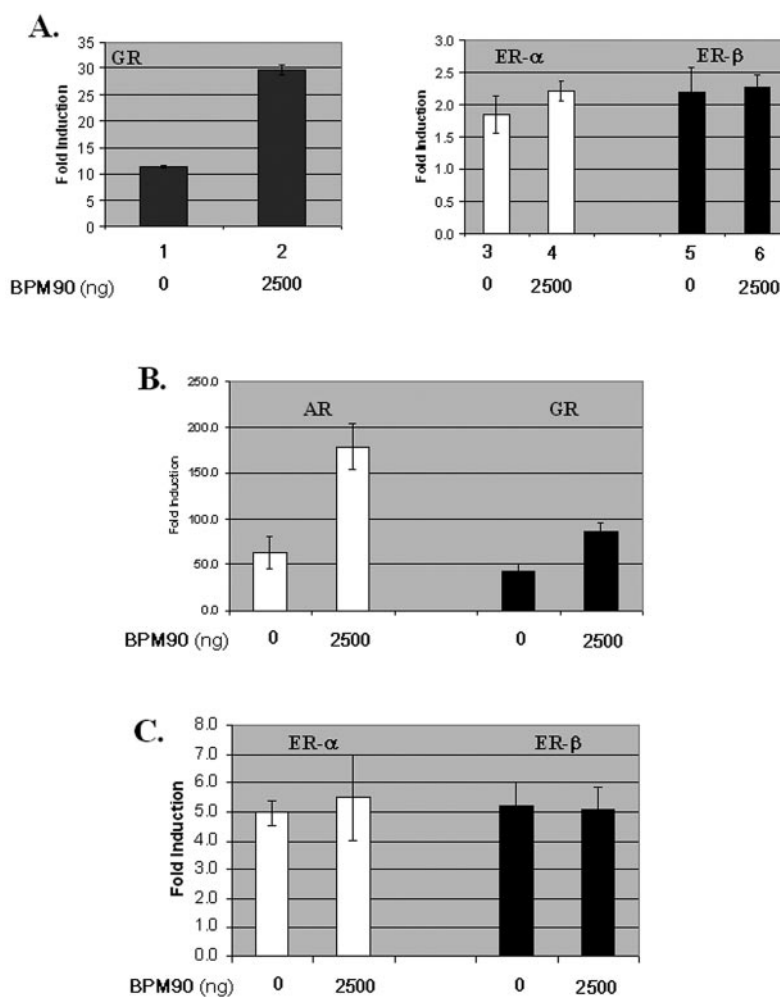 A.
GR
35
30
25
20
15
10
5
0
Fold Induction
1 2
BPM90 (ng) 0 2500
ER-α ER-β
3.0
2.5
2.0
1.5
1.0
0.5
0.0
Fold Induction
3 4 5 6
0 2500 0 2500
B.
AR GR
250.0
200.0
150.0
100.0
50.0
0.0
Fold Induction
BPM90 (ng) 0 2500 0 2500
C.
ER-α ER-β
8.0
7.0
6.0
5.0
4.0
3.0
2.0
1.0
0.0
Fold Induction
BPM90 (ng) 0 2500 0 2500